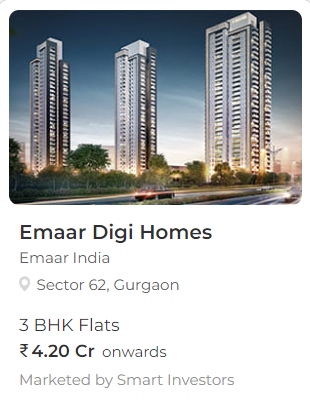 Emaar Digi Homes
Emaar India
Sector 62, Gurgaon
3 BHK Flats
₹ 4.20 Cr onwards
Marketed by Smart Investors